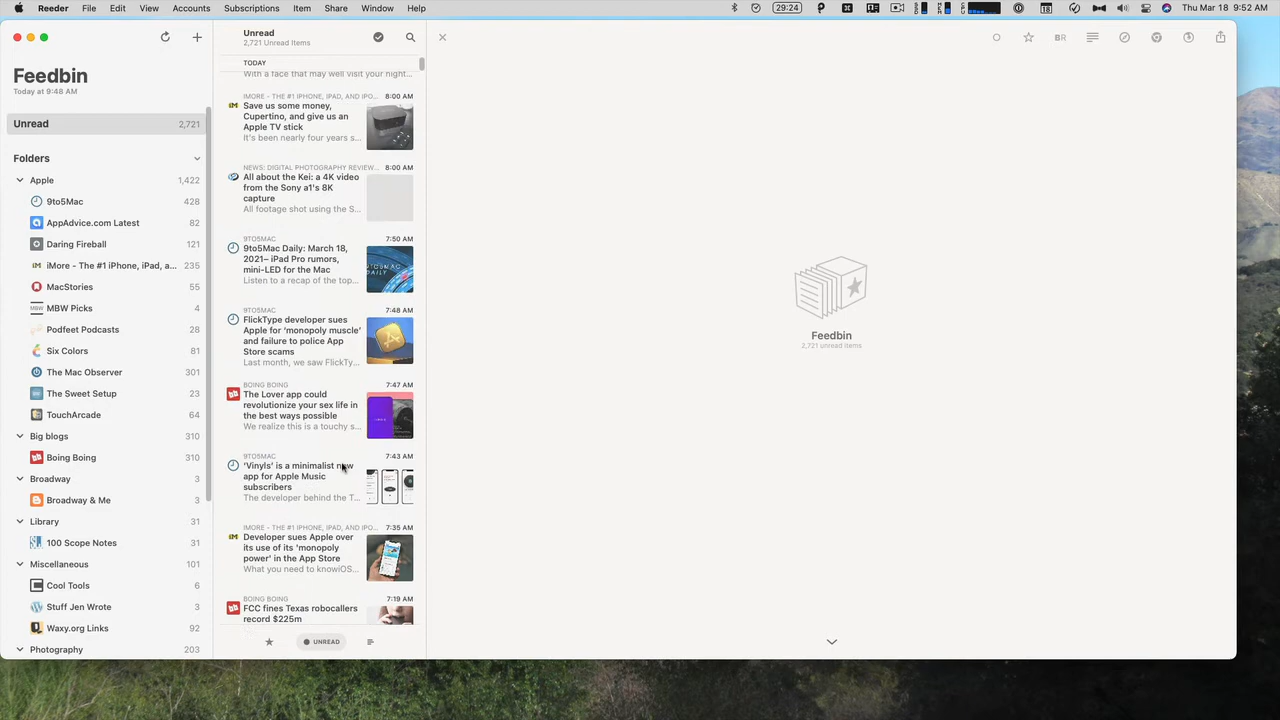 Reeder File Edit View Accounts Subscriptions Item Share Window Help
29:24
18
Thu Mar 18 9:52 AM
Feedbin
Today at 9:48 AM
Unread 2,721
Folders
Apple 1,422
9to5Mac 428
AppAdvice.com Latest 82
Daring Fireball 121
iMore - The #1 iPhone, iPad, a... 235
MacStories 55
MBW Picks 4
Podfeet Podcasts 28
Six Colors 81
The Mac Observer 301
The Sweet Setup 23
TouchArcade 64
Big blogs 310
Boing Boing 310
Broadway 3
Broadway & Me 3
Library 31
100 Scope Notes 31
Miscellaneous 101
Cool Tools 6
Stuff Jen Wrote 3
Waxy.org Links 92
Photography 203
Unread
2,721 Unread Items
TODAY
With a face that may well visit your night...
IMORE - THE #1 IPHONE, IPAD, AND IPO... 8:00 AM
Save us some money,
Cupertino, and give us an
Apple TV stick
It's been nearly four years s...
NEWS: DIGITAL PHOTOGRAPHY REVIEW... 8:00 AM
All about the Kei: a 4K video
from the Sony a1's 8K
capture
All footage shot using the S...
9TO5MAC 7:50 AM
9to5Mac Daily: March 18,
2021– iPad Pro rumors,
mini-LED for the Mac
Listen to a recap of the top...
9TO5MAC 7:48 AM
FlickType developer sues
Apple for ‘monopoly muscle’
and failure to police App
Store scams
Last month, we saw FlickTy...
BOING BOING 7:47 AM
The Lover app could
revolutionize your sex life in
the best ways possible
We realize this is a touchy s...
9TO5MAC 7:43 AM
‘Vinyls’ is a minimalist new
app for Apple Music
subscribers
The developer behind the T...
IMORE - THE #1 IPHONE, IPAD, AND IPO... 7:35 AM
Developer sues Apple over
its use of its 'monopoly
power' in the App Store
What you need to knowiOS...
BOING BOING 7:19 AM
FCC fines Texas robocallers
record $225m
UNREAD
BR
Feedbin
2,721 unread items